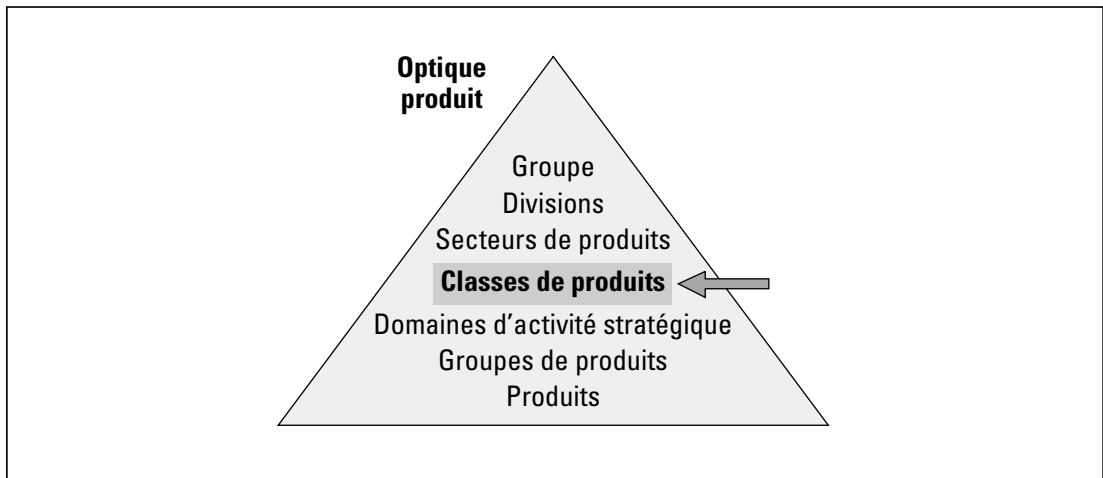 Optique
produit
Groupe
Divisions
Secteurs de produits
Classes de produits
Domaines d’activité stratégique
Groupes de produits
Produits